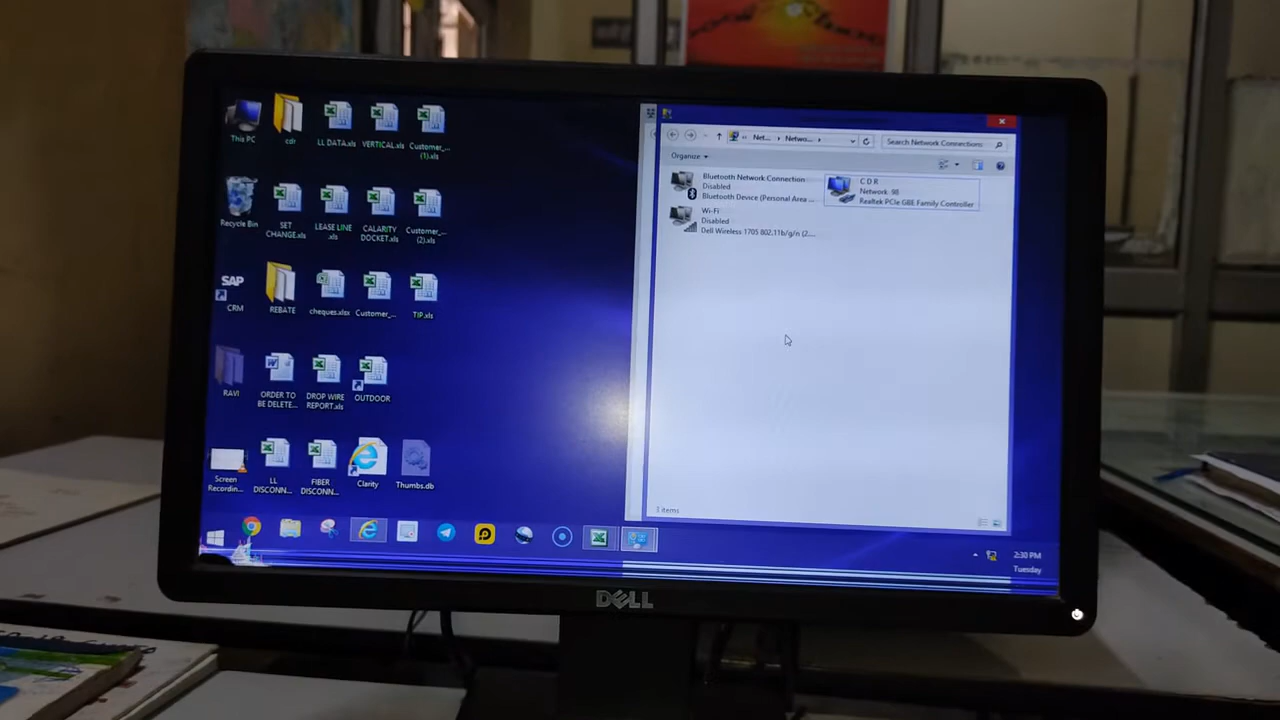 This PC
cdr
LL DATA.xls
VERTICAL.xls
Customer_...
(1).xls
Recycle Bin
SET
CHANGE.xls
LEASE LINE
.xls
CALARITY
DOCKET.xls
Customer_...
(2).xls
SAP
CRM
REBATE
cheques.xlsx
Customer_...
TIP.xls
RAVI
ORDER TO
BE DELETE...
DROP WIRE
REPORT.xls
OUTDOOR
Screen
Recordin...
LL
DISCONN...
FIBER
DISCONN...
Clarity
Thumbs.db
Net...
Netwo...
Search Network Connections
Organize
Bluetooth Network Connection
Disabled
Bluetooth Device (Personal Area ...
C D R
Network 98
Realtek PCIe GBE Family Controller
Wi-Fi
Disabled
Dell Wireless 1705 802.11b/g/n (2....
3 items
2:30 PM
Tuesday
DELL